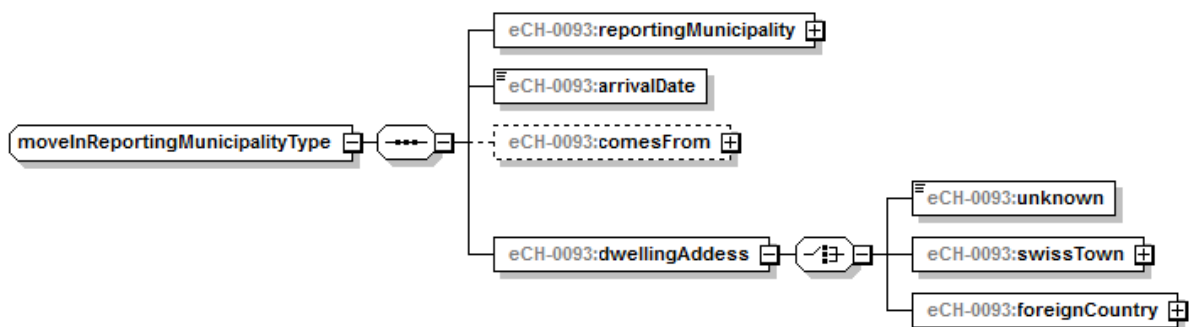 eCH-0093:reportingMunicipality
eCH-0093:arrivalDate
moveInReportingMunicipalityType
eCH-0093:comesFrom
eCH-0093:unknown
eCH-0093:dwellingAddess
eCH-0093:swissTown
eCH-0093:foreignCountry